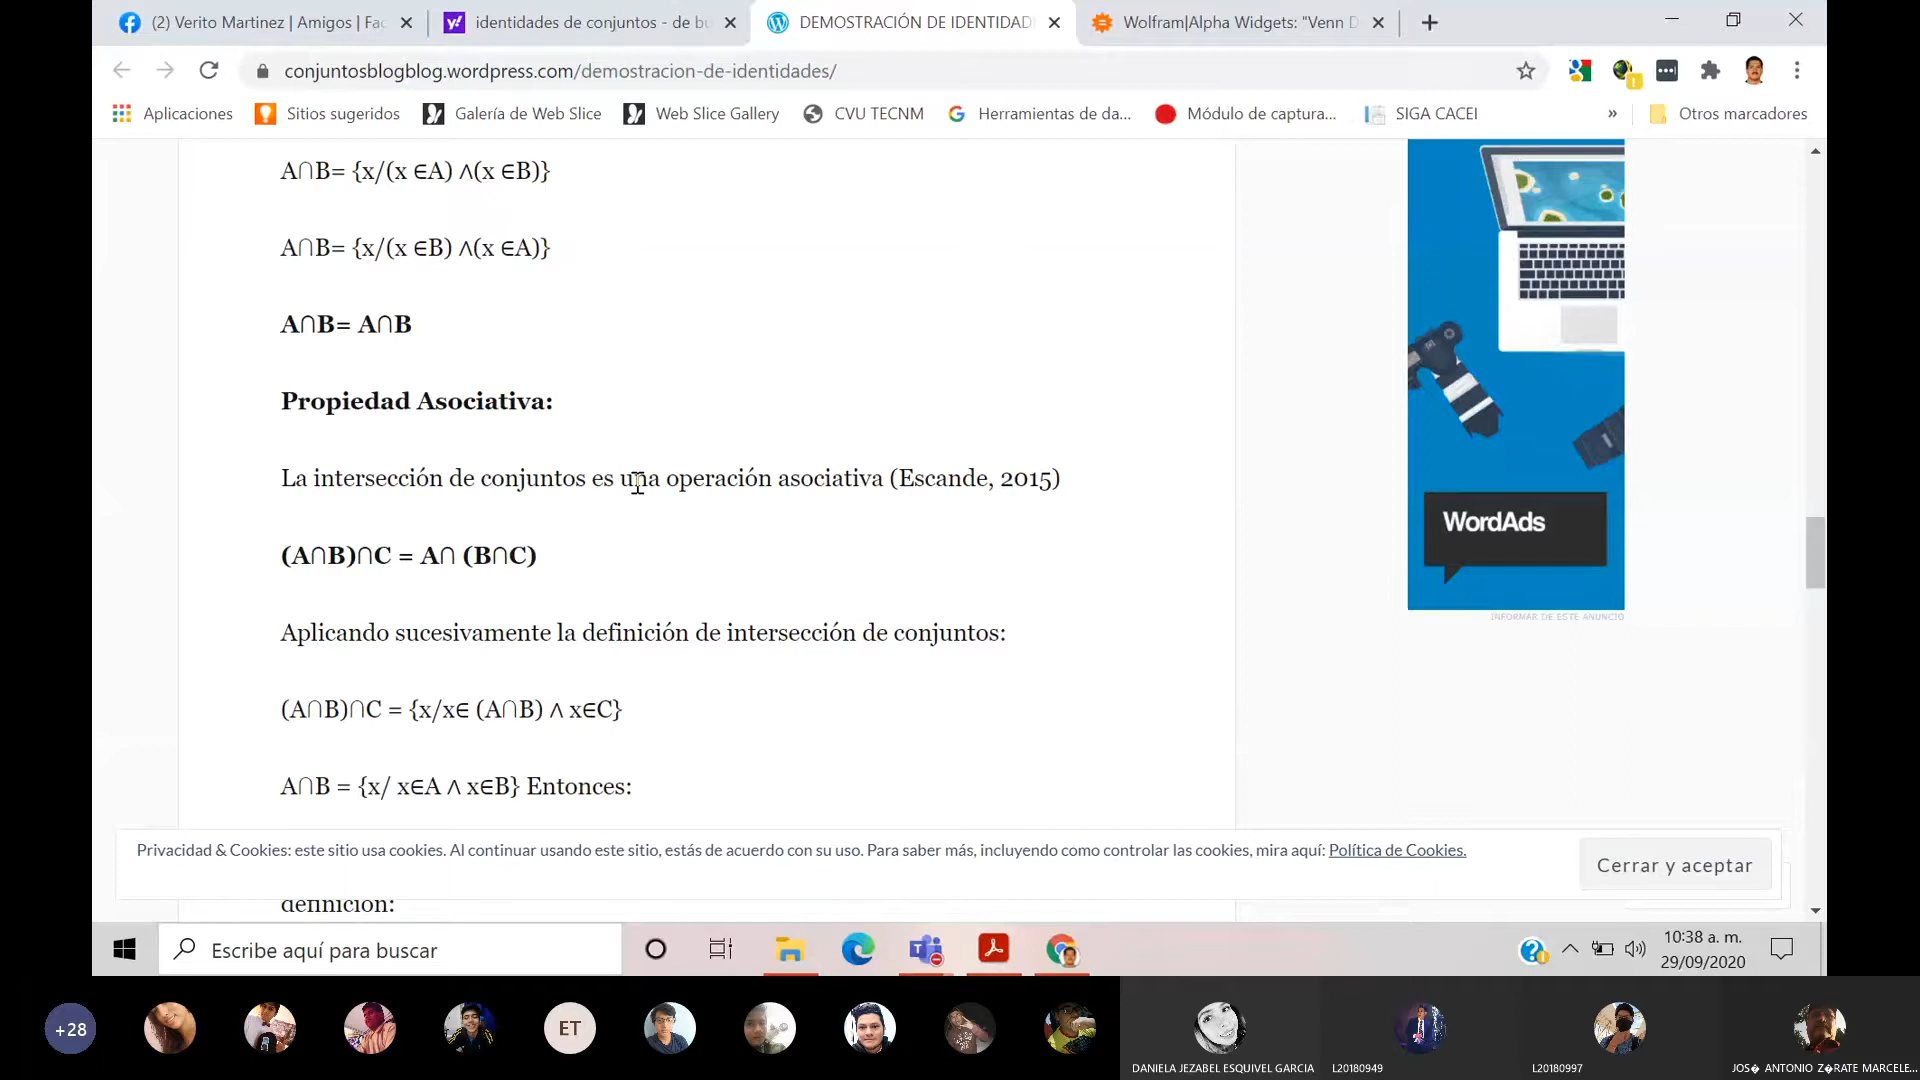 (2) Verito Martinez | Amigos | Fac
identidades de conjuntos - de bu
DEMOSTRACIÓN DE IDENTIDAD
Wolfram|Alpha Widgets: "Venn D
conjuntosblogblog.wordpress.com/demostracion-de-identidades/
Aplicaciones
Sitios sugeridos
Galería de Web Slice
Web Slice Gallery
CVU TECNM
Herramientas de da...
Módulo de captura...
SIGA CACEI
»
Otros marcadores
A∩B= {x/(x ∈A) ∧(x ∈B)}
A∩B= {x/(x ∈B) ∧(x ∈A)}
A∩B= A∩B
Propiedad Asociativa:
La intersección de conjuntos es una operación asociativa (Escande, 2015)
(A∩B)∩C = A∩ (B∩C)
Aplicando sucesivamente la definición de intersección de conjuntos:
(A∩B)∩C = {x/x∈ (A∩B) ∧ x∈C}
A∩B = {x/ x∈A ∧ x∈B} Entonces:
WordAds
INFORMAR DE ESTE ANUNCIO
Privacidad & Cookies: este sitio usa cookies. Al continuar usando este sitio, estás de acuerdo con su uso. Para saber más, incluyendo como controlar las cookies, mira aquí: Política de Cookies.
Cerrar y aceptar
definición:
Escribe aquí para buscar
10:38 a. m.
29/09/2020
+28
ET
DANIELA JEZABEL ESQUIVEL GARCIA
L20180949
L20180997
JOS� ANTONIO Z�RATE MARCELE...